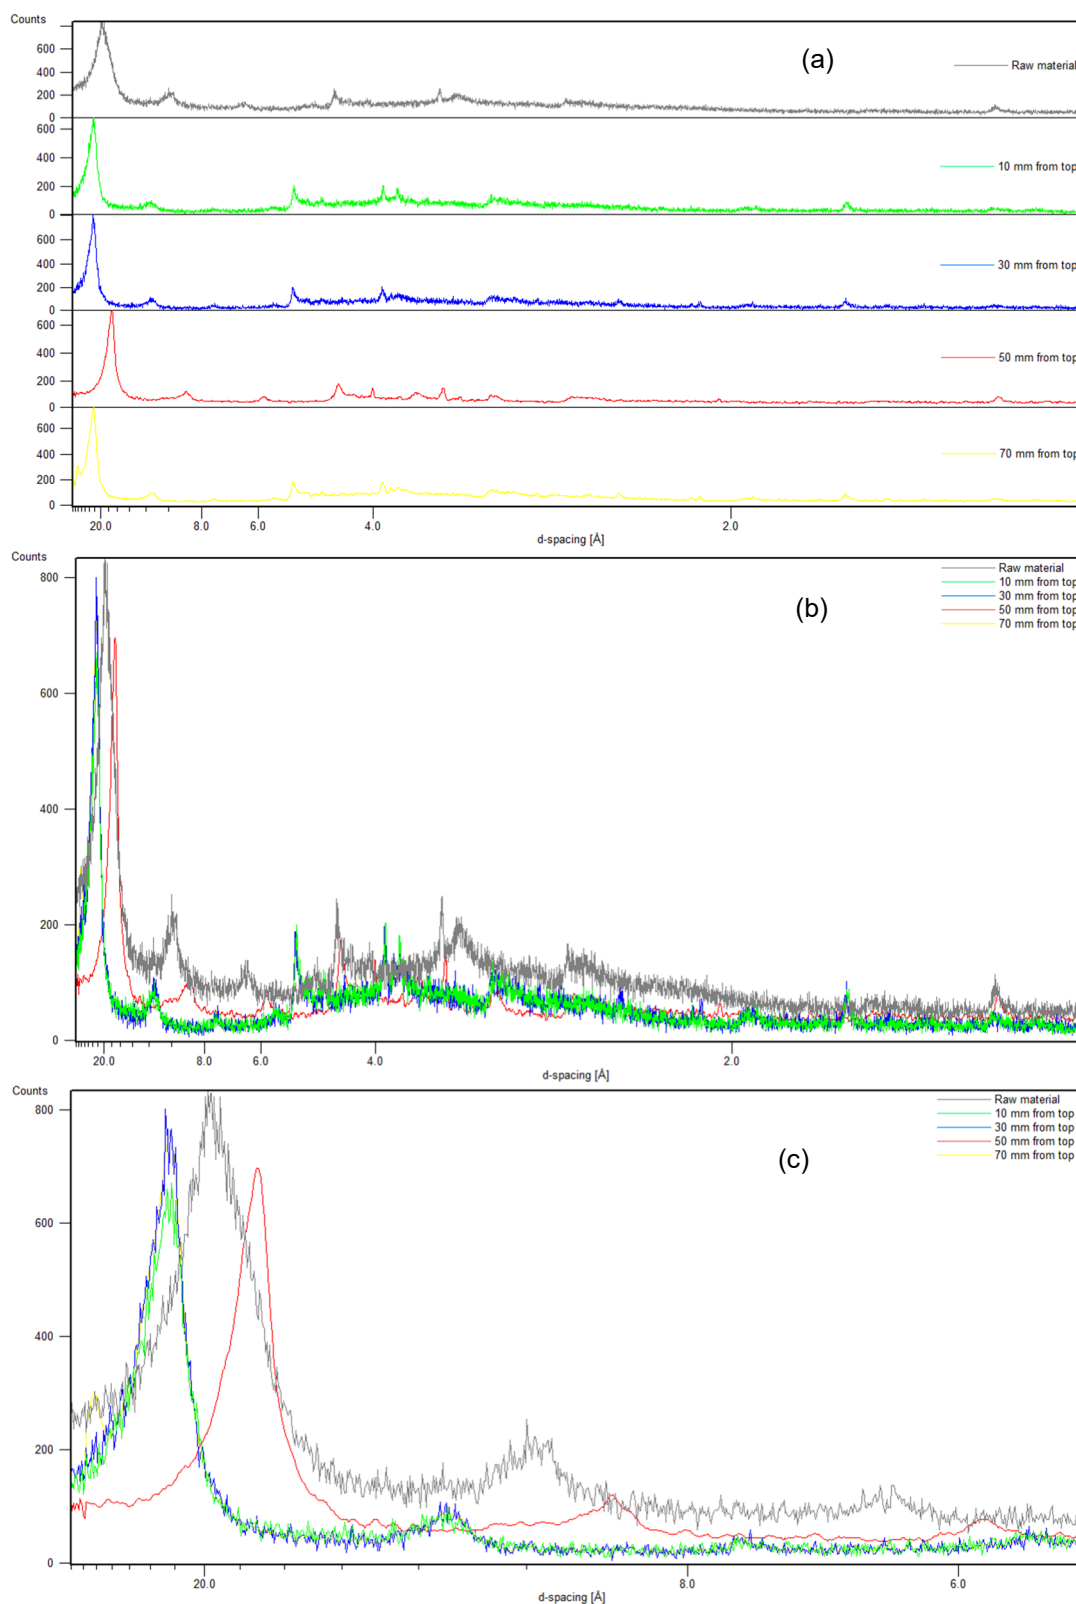 Counts
(a)
600
400
200
0
Raw material
600
400
200
0
10 mm from top
600
400
200
0
30 mm from top
600
400
200
0
50 mm from top
600
400
200
0
70 mm from top
20.0 8.0 6.0 4.0 2.0
d-spacing [Å]
Counts
(b)
800
600
400
200
0
Raw material
10 mm from top
30 mm from top
50 mm from top
70 mm from top
20.0 8.0 6.0 4.0 2.0
d-spacing [Å]
Counts
(c)
800
600
400
200
0
Raw material
10 mm from top
30 mm from top
50 mm from top
70 mm from top
20.0 8.0 6.0
d-spacing [Å]